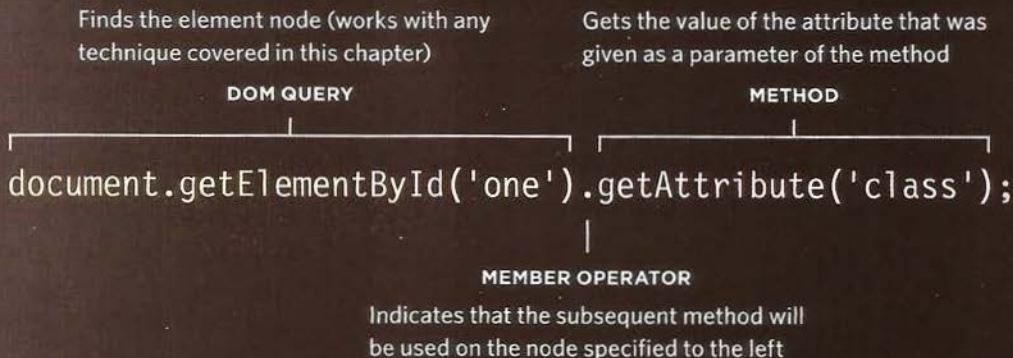 Finds the element node (works with any
technique covered in this chapter)
DOM QUERY
Gets the value of the attribute that was
given as a parameter of the method
METHOD
document.getElementById('one').getAttribute('class');
MEMBER OPERATOR
Indicates that the subsequent method will
be used on the node specified to the left